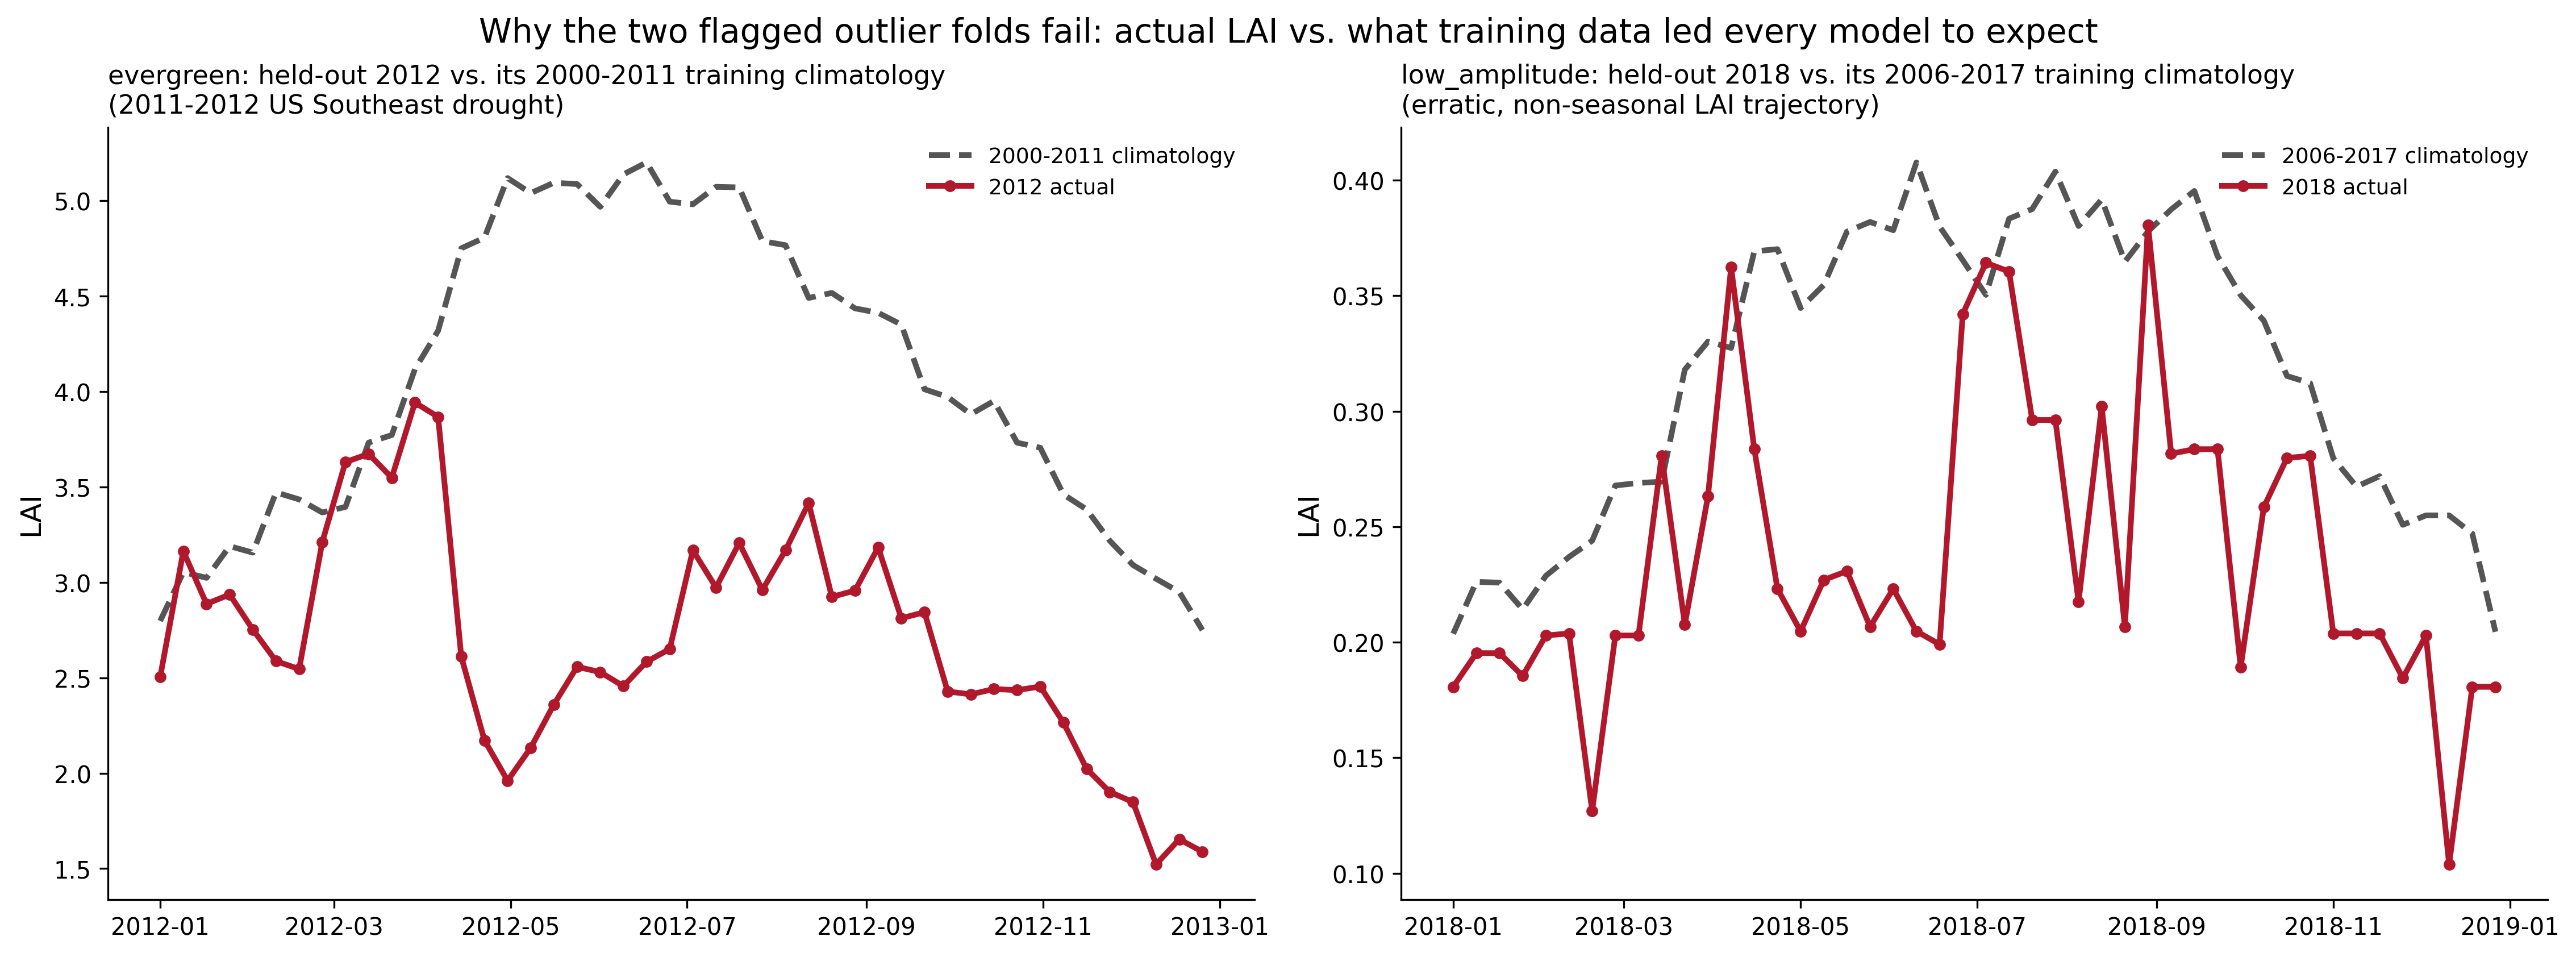 Why the two flagged outlier folds fail: actual LAI vs. what training data led every model to expect
evergreen: held-out 2012 vs. its 2000-2011 training climatology
(2011-2012 US Southeast drought)
2000-2011 climatology
2012 actual
LAI
5.0
4.5
4.0
3.5
3.0
2.5
2.0
1.5
2012-01
2012-03
2012-05
2012-07
2012-09
2012-11
2013-01
low_amplitude: held-out 2018 vs. its 2006-2017 training climatology
(erratic, non-seasonal LAI trajectory)
2006-2017 climatology
2018 actual
LAI
0.40
0.35
0.30
0.25
0.20
0.15
0.10
2018-01
2018-03
2018-05
2018-07
2018-09
2018-11
2019-01